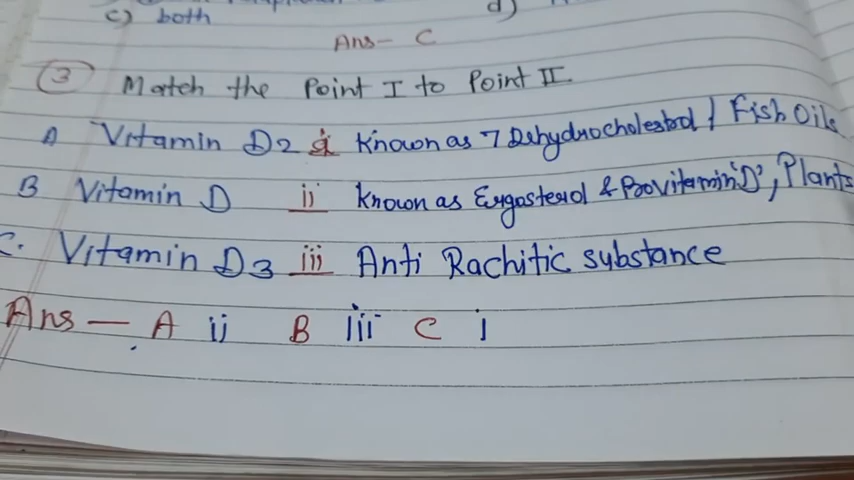 c) both d)
Ans- C
3 Match the Point I to Point II
A Vitamin D2 i Known as 7 Dehydrocholestrol / Fish Oils
B Vitamin D ii Known as Ergosterol & Provitamin 'D', Plants
C. Vitamin D3 iii Anti Rachitic substance
Ans — A ii B iii C i